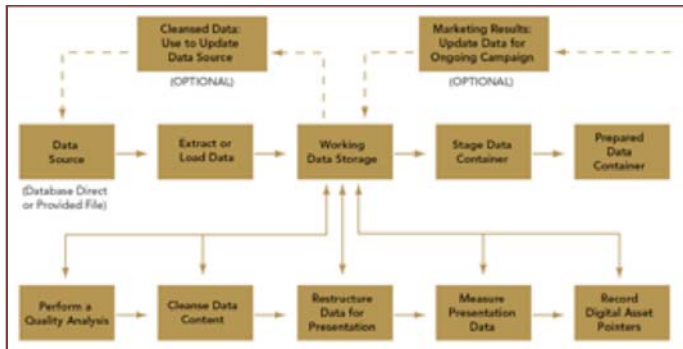 Cleansed Data:
Use to Update
Data Source
(OPTIONAL)
Marketing Results:
Update Data for
Ongoing Campaign
(OPTIONAL)
Data
Source
(Database Direct
or Provided File)
Extract or
Load Data
Working
Data Storage
Stage Data
Container
Prepared
Data
Container
Perform a
Quality Analysis
Cleanse Data
Content
Restructure
Data for
Presentation
Measure
Presentation
Data
Record
Digital Asset
Pointers